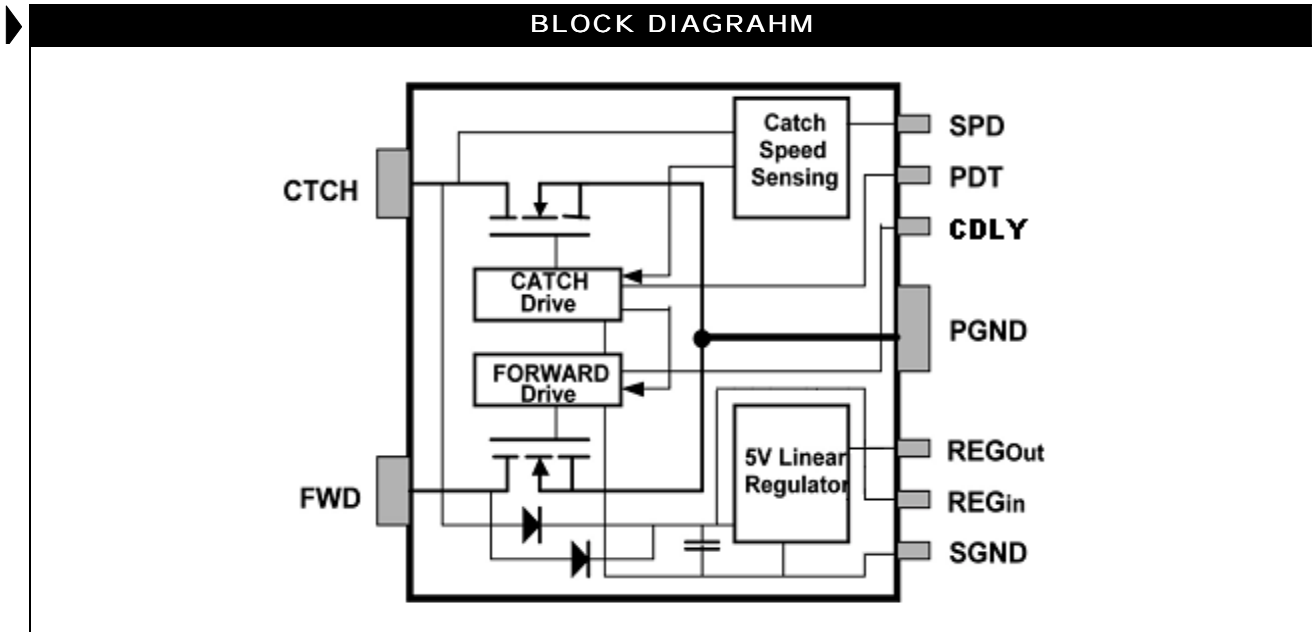 BLOCK DIAGRAHM
Catch
Speed
Sensing
SPD
PDT
CDLY
CTCH
CATCH
Drive
PGND
FORWARD
Drive
5V Linear
Regulator
REGOut
REGin
FWD
SGND